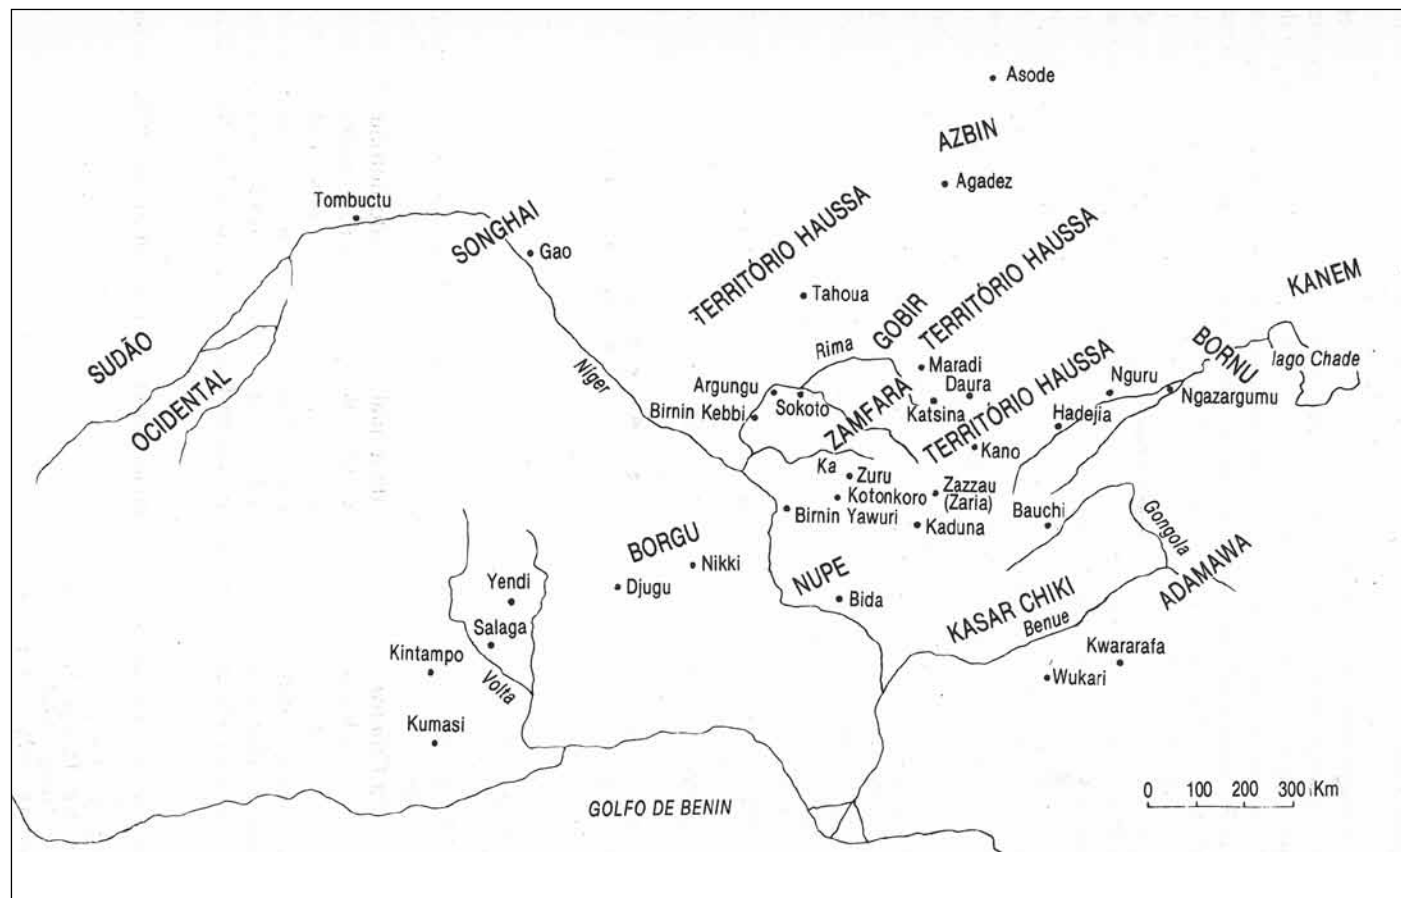 Asode
AZBIN
Agadez
Tombuctu
SONGHAI
Gao
TERRITÓRIO HAUSSA
TERRITÓRIO HAUSSA
KANEM
Tahoua
GOBIR
SUDÃO
OCIDENTAL
Níger
Rima
Maradi
TERRITÓRIO HAUSSA
BORNU
lago Chade
Argungu
Sokoto
Daura
Katsina
Nguru
Ngazargumu
Birnin Kebbi
ZAMFARA
Hadejia
Kano
Ka
Zuru
Kotonkoro
Zazzau
(Zaria)
Birnin Yawuri
Kaduna
Bauchi
Gongola
BORGU
Nikki
Djugu
NUPE
Bida
Yendi
Salaga
KASAR CHIKI
Benue
ADAMAWA
Kwararafa
Wukari
Kintampo
Volta
Kumasi
GOLFO DE BENIN
0 100 200 300 Km